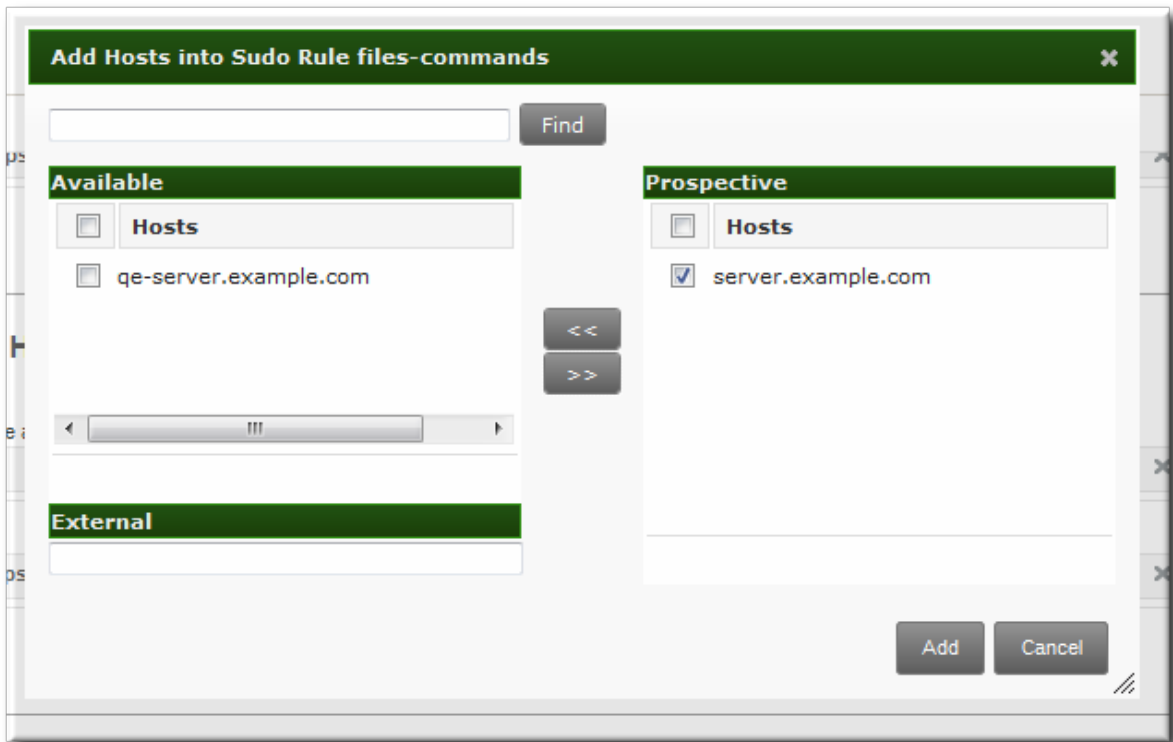 Add Hosts into Sudo Rule files-commands
Find
Available
Prospective
Hosts
Hosts
qe-server.example.com
server.example.com
<<
>>
External
Add
Cancel